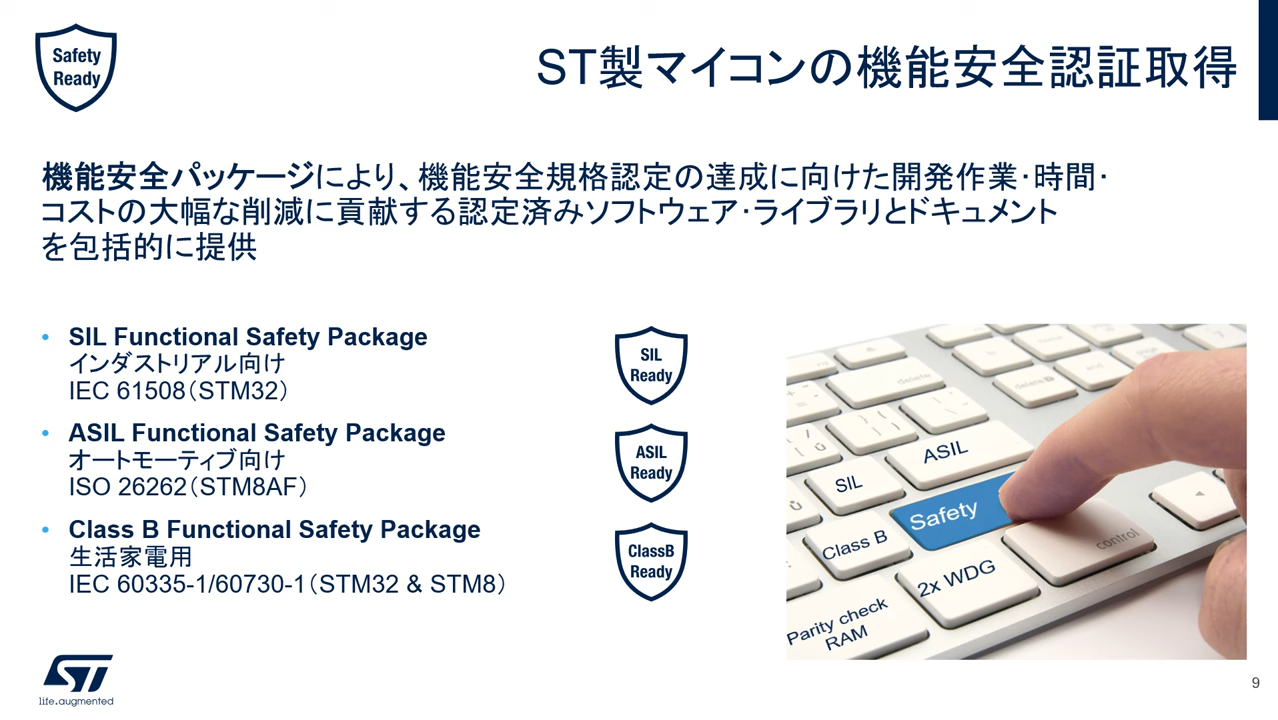 Safety
Ready
ST製マイコンの機能安全認証取得
機能安全パッケージにより、機能安全規格認定の達成に向けた開発作業･時間･
コストの大幅な削減に貢献する認定済みソフトウェア･ライブラリとドキュメント
を包括的に提供
• SIL Functional Safety Package
インダストリアル向け
IEC 61508（STM32）
SIL
Ready
• ASIL Functional Safety Package
オートモーティブ向け
ISO 26262（STM8AF）
ASIL
Ready
• Class B Functional Safety Package
生活家電用
IEC 60335-1/60730-1（STM32 & STM8）
ClassB
Ready
delete
ASIL
SIL
Safety
Class B
control
2x WDG
Parity check
RAM
ST
life.augmented
9